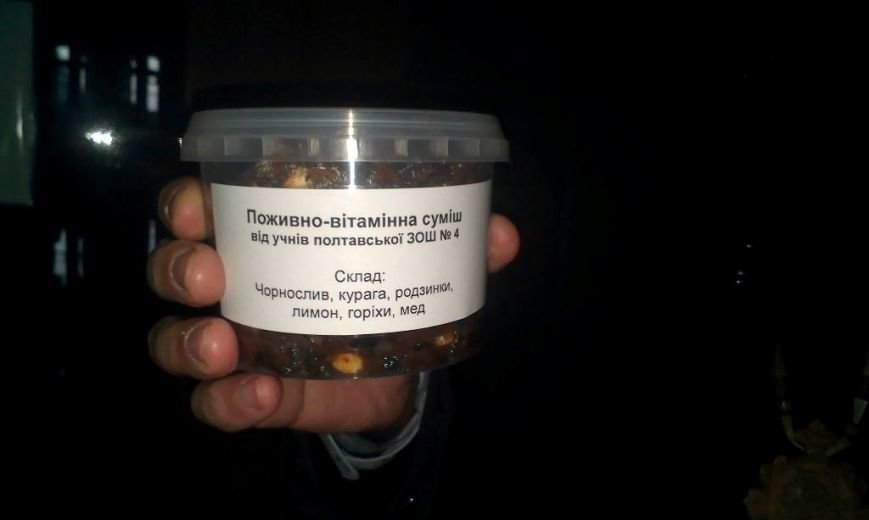 Поживно-вітамінна суміш
від учнів полтавської ЗОШ № 4
Склад:
Чорнослив, курага, родзинки,
лимон, горіхи, мед